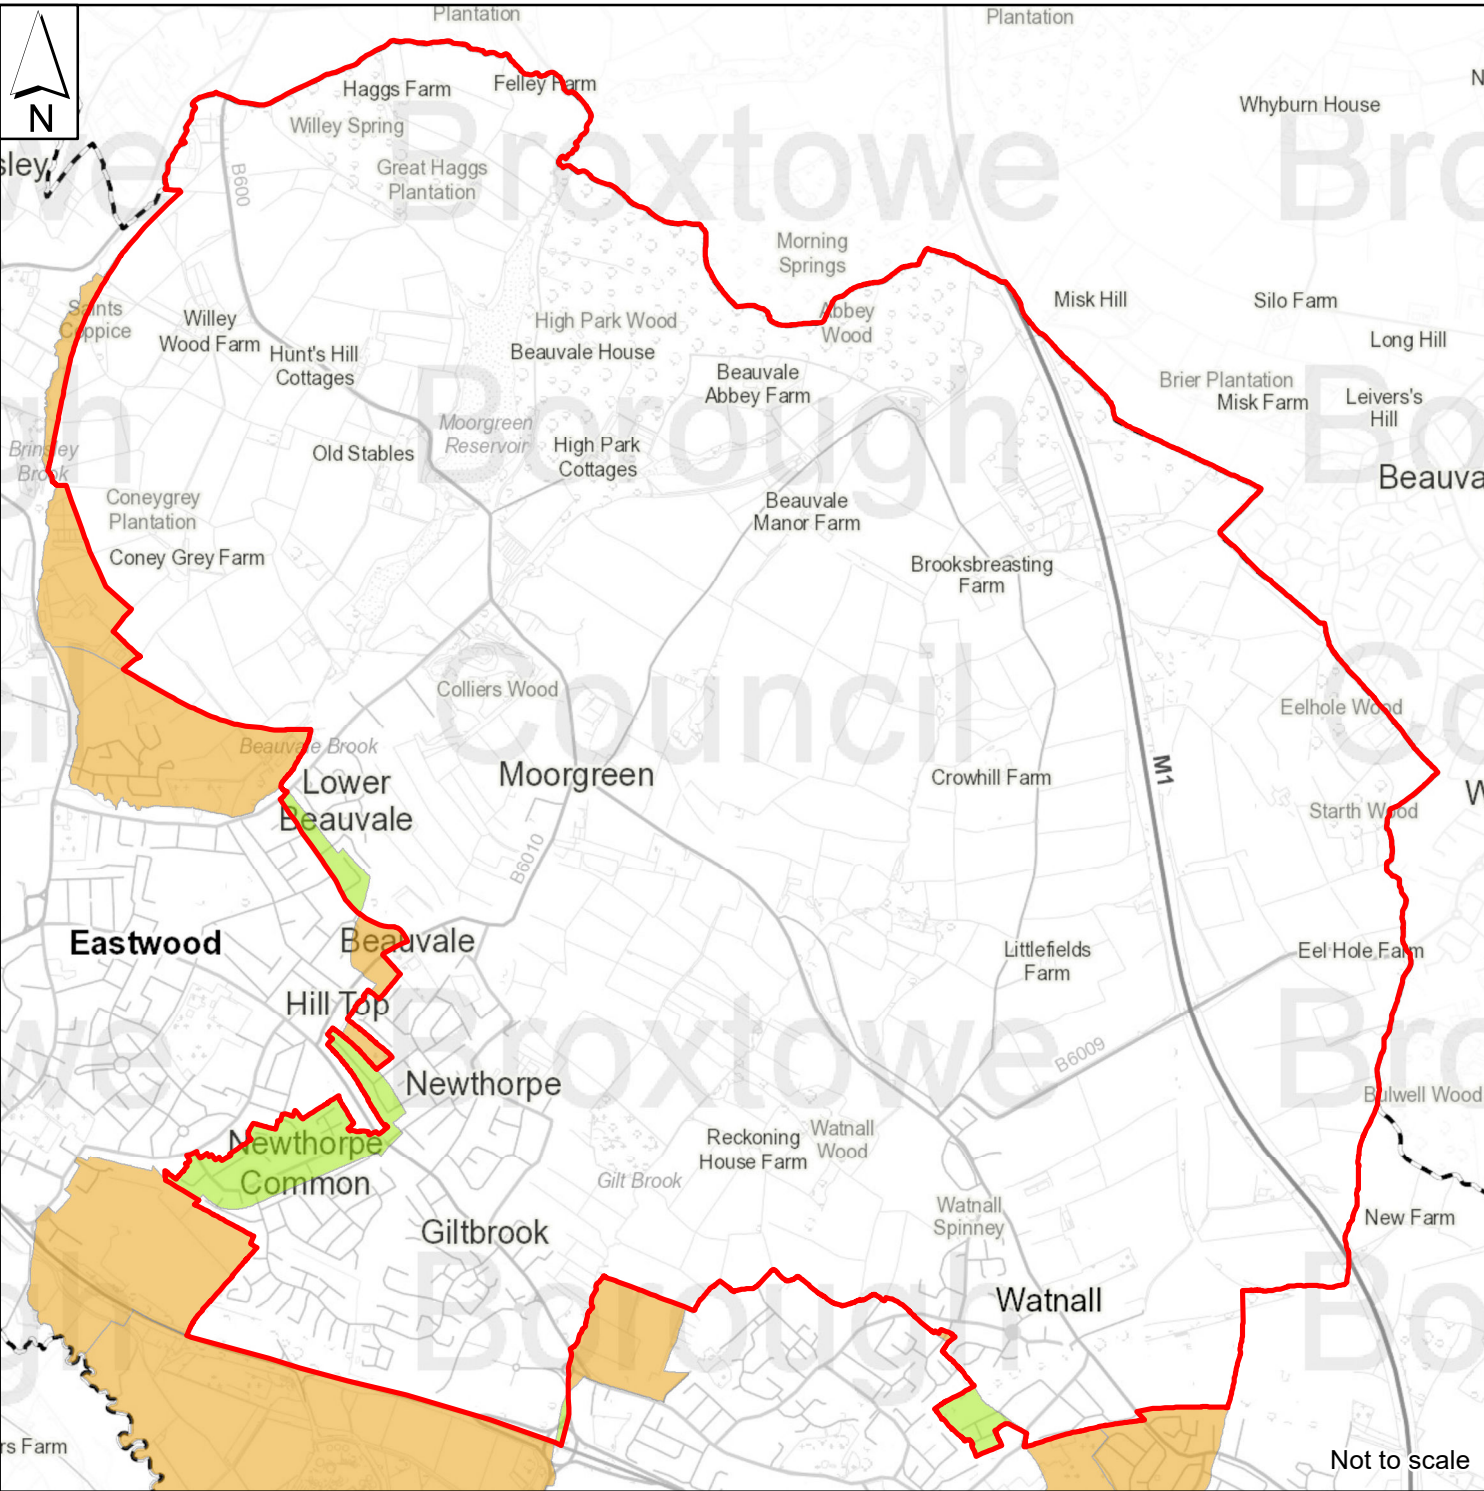 Plantation
Plantation
N
Haggs Farm
Felley Farm
Willey Spring
Whyburn House
Broxtowe
Great Haggs
Plantation
B600
Morning
Springs
Saints
Coppice
Willey
Wood Farm
Hunt's Hill
Cottages
High Park Wood
Beauvale House
Abbey
Wood
Misk Hill
Silo Farm
Long Hill
Beauvale
Abbey Farm
Brier Plantation
Misk Farm
Leivers's
Hill
Borough
Moorgreen
Reservoir
Old Stables
High Park
Cottages
Brinsley
Brook
Coneygrey
Plantation
Coney Grey Farm
Beauvale
Manor Farm
Brooksbreasting
Farm
Beauva
Council
Colliers Wood
Eelhole Wood
Beauvale Brook
Lower
Beauvale
Moorgreen
Crowhill Farm
M1
Starth Wood
B6010
Eastwood
Beauvale
Littlefields
Farm
Eel Hole Farm
Hill Top
Broxtowe
Newthorpe
B6009
Bulwell Wood
Newthorpe
Common
Reckoning
House Farm
Watnall
Wood
Gilt Brook
Watnall
Spinney
New Farm
Giltbrook
Borough
Watnall
rs Farm
Not to scale
sley